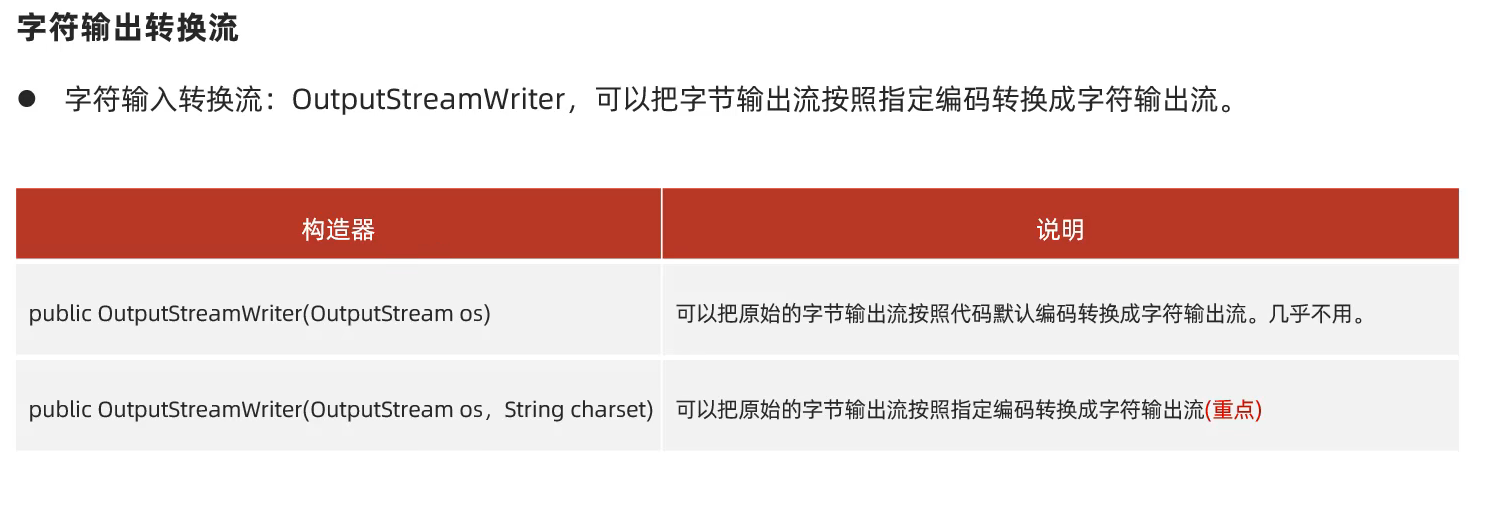 字符输出转换流
● 字符输入转换流：OutputStreamWriter，可以把字节输出流按照指定编码转换成字符输出流。
构造器 说明
public OutputStreamWriter(OutputStream os) 可以把原始的字节输出流按照代码默认编码转换成字符输出流。几乎不用。
public OutputStreamWriter(OutputStream os，String charset) 可以把原始的字节输出流按照指定编码转换成字符输出流(重点)